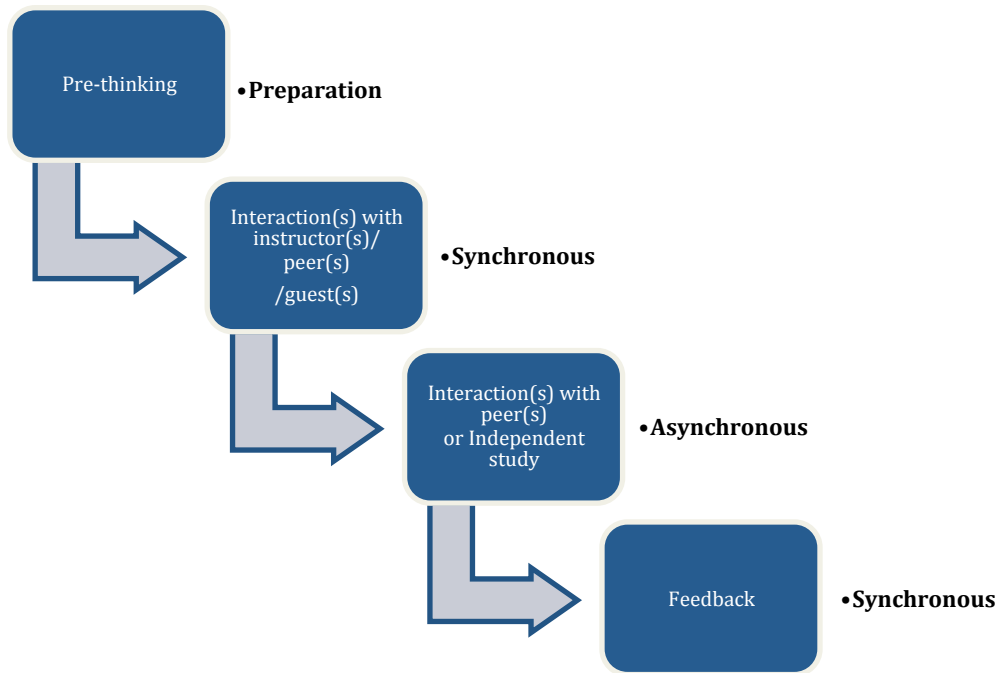 Pre-thinking
•Preparation
Interaction(s) with
instructor(s)/
peer(s)
/guest(s)
•Synchronous
Interaction(s) with
peer(s)
or Independent
study
•Asynchronous
Feedback
•Synchronous